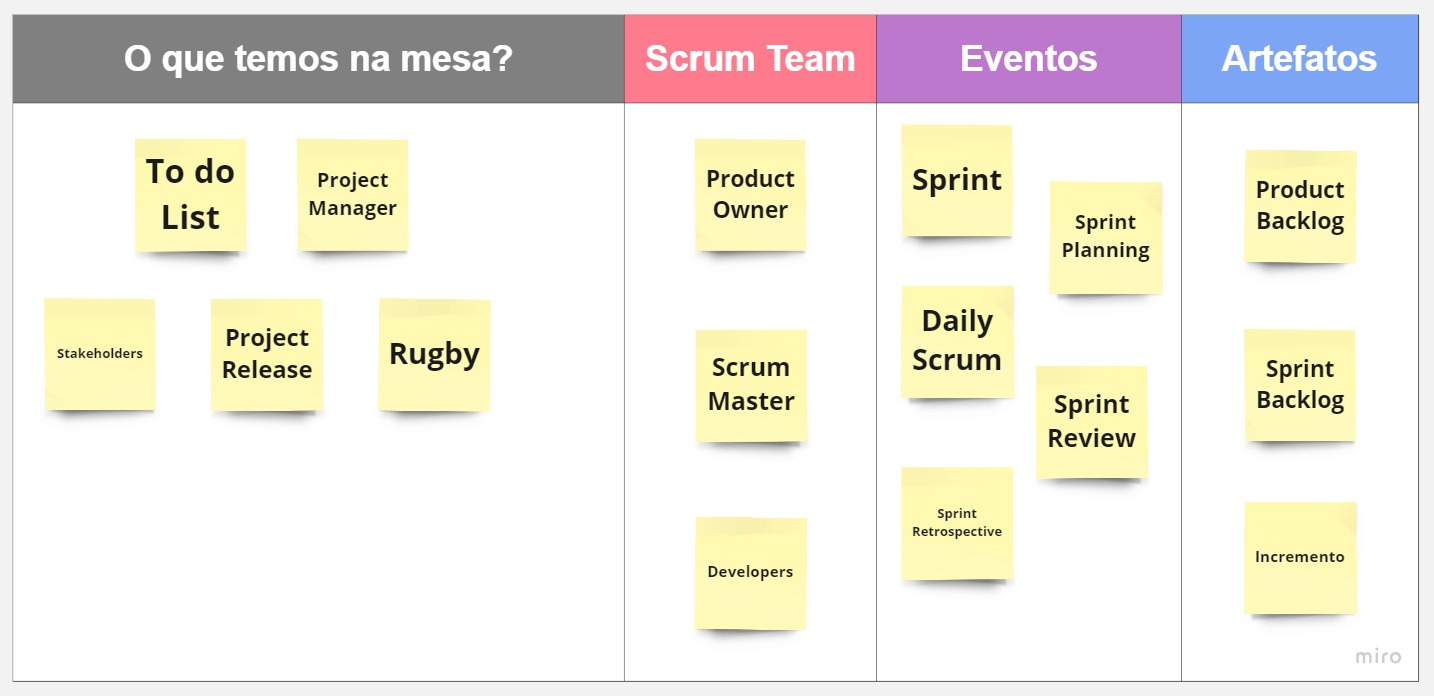 O que temos na mesa?
Scrum Team
Eventos
Artefatos
To do
List
Project
Manager
Stakeholders
Project
Release
Rugby
Product
Owner
Scrum
Master
Developers
Sprint
Sprint
Planning
Daily
Scrum
Sprint
Review
Sprint
Retrospective
Product
Backlog
Sprint
Backlog
Incremento
miro